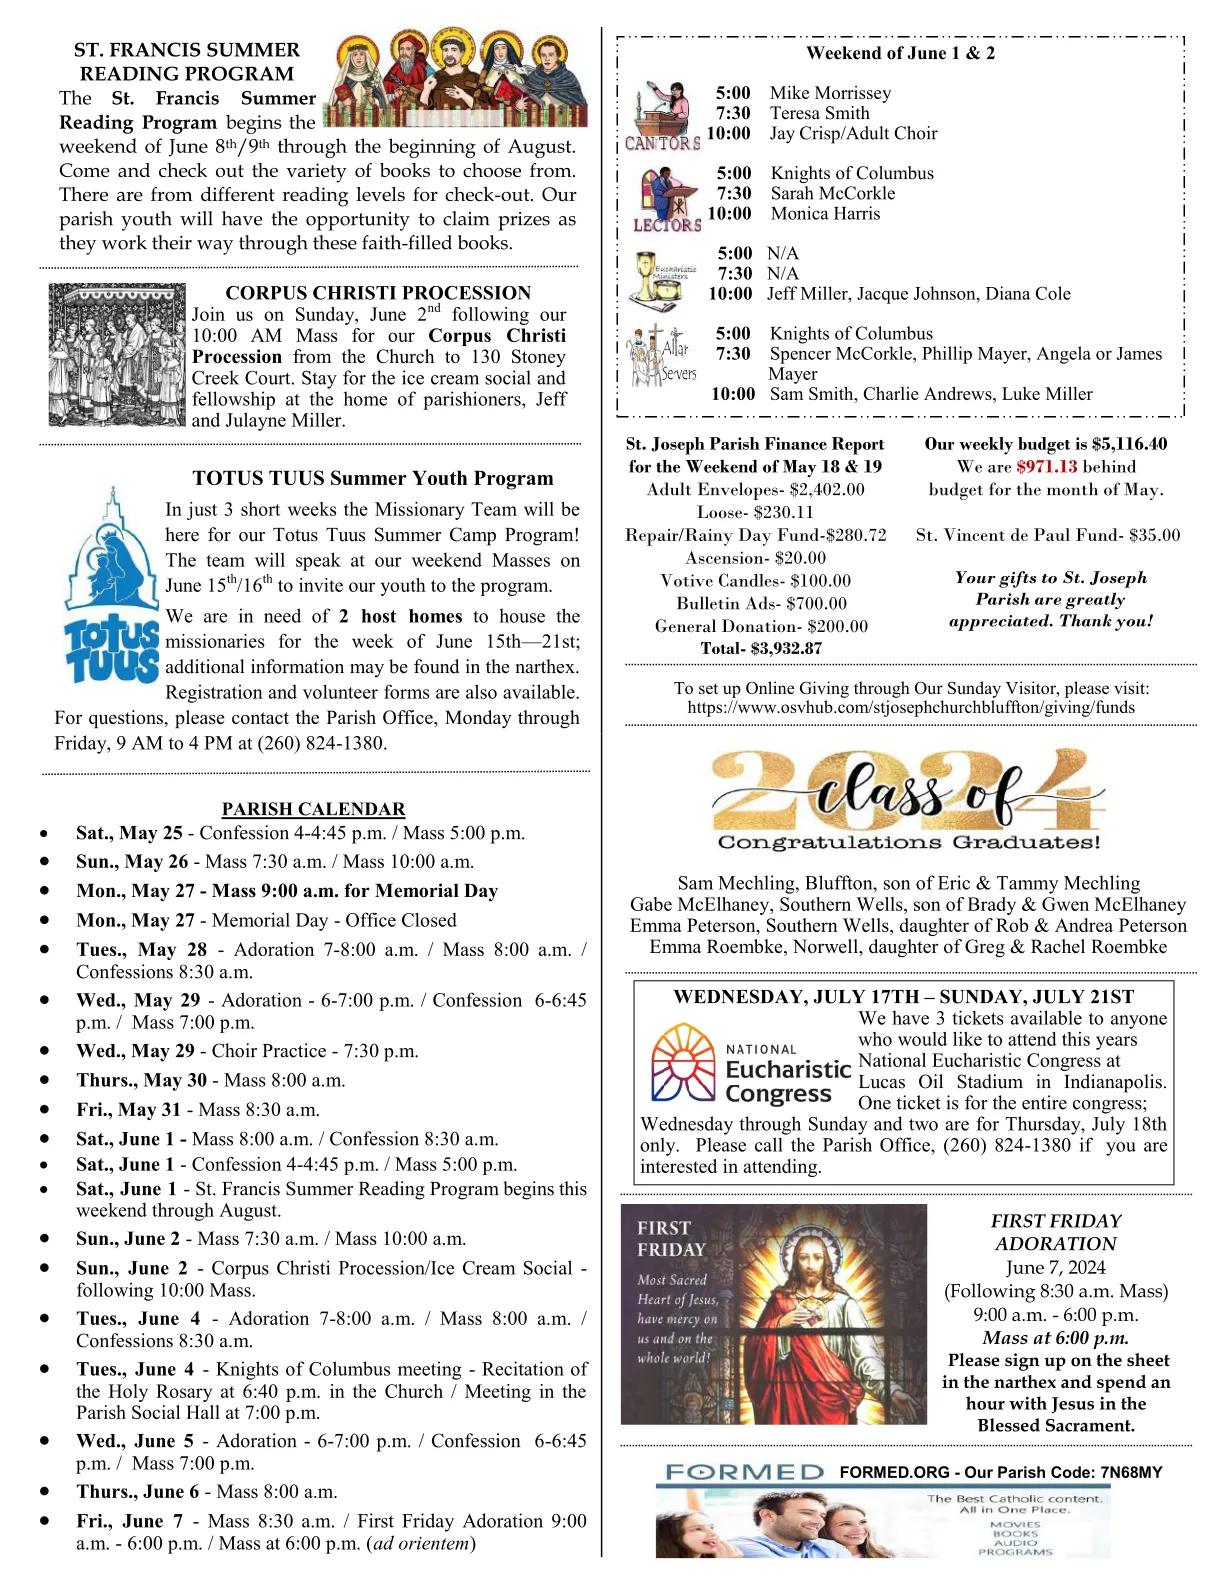 ST. FRANCIS SUMMER
READING PROGRAM
The St. Francis Summer
Reading Program begins the
weekend of June 8th/9th through the beginning of August.
Come and check out the variety of books to choose from.
There are from different reading levels for check-out. Our
parish youth will have the opportunity to claim prizes as
they work their way through these faith-filled books.
CORPUS CHRISTI PROCESSION
Join us on Sunday, June 2nd following our
10:00 AM Mass for our Corpus Christi
Procession from the Church to 130 Stoney
Creek Court. Stay for the ice cream social and
fellowship at the home of parishioners, Jeff
and Julayne Miller.
TOTUS TUUS Summer Youth Program
In just 3 short weeks the Missionary Team will be
here for our Totus Tuus Summer Camp Program!
The team will speak at our weekend Masses on
June 15th/16th to invite our youth to the program.
We are in need of 2 host homes to house the
missionaries for the week of June 15th—21st;
additional information may be found in the narthex.
Registration and volunteer forms are also available.
For questions, please contact the Parish Office, Monday through
Friday, 9 AM to 4 PM at (260) 824-1380.
TOTUS
TUUS
PARISH CALENDAR
• Sat., May 25 - Confession 4-4:45 p.m. / Mass 5:00 p.m.
• Sun., May 26 - Mass 7:30 a.m. / Mass 10:00 a.m.
• Mon., May 27 - Mass 9:00 a.m. for Memorial Day
• Mon., May 27 - Memorial Day - Office Closed
• Tues., May 28 - Adoration 7-8:00 a.m. / Mass 8:00 a.m. /
Confessions 8:30 a.m.
• Wed., May 29 - Adoration - 6-7:00 p.m. / Confession 6-6:45
p.m. / Mass 7:00 p.m.
• Wed., May 29 - Choir Practice - 7:30 p.m.
• Thurs., May 30 - Mass 8:00 a.m.
• Fri., May 31 - Mass 8:30 a.m.
• Sat., June 1 - Mass 8:00 a.m. / Confession 8:30 a.m.
• Sat., June 1 - Confession 4-4:45 p.m. / Mass 5:00 p.m.
• Sat., June 1 - St. Francis Summer Reading Program begins this
weekend through August.
• Sun., June 2 - Mass 7:30 a.m. / Mass 10:00 a.m.
• Sun., June 2 - Corpus Christi Procession/Ice Cream Social -
following 10:00 Mass.
• Tues., June 4 - Adoration 7-8:00 a.m. / Mass 8:00 a.m. /
Confessions 8:30 a.m.
• Tues., June 4 - Knights of Columbus meeting - Recitation of
the Holy Rosary at 6:40 p.m. in the Church / Meeting in the
Parish Social Hall at 7:00 p.m.
• Wed., June 5 - Adoration - 6-7:00 p.m. / Confession 6-6:45
p.m. / Mass 7:00 p.m.
• Thurs., June 6 - Mass 8:00 a.m.
• Fri., June 7 - Mass 8:30 a.m. / First Friday Adoration 9:00
a.m. - 6:00 p.m. / Mass at 6:00 p.m. (ad orientem)
Weekend of June 1 & 2
CANTORS
5:00 Mike Morrissey
7:30 Teresa Smith
10:00 Jay Crisp/Adult Choir
LECTORS
5:00 Knights of Columbus
7:30 Sarah McCorkle
10:00 Monica Harris
Eucharistic
Ministers
5:00 N/A
7:30 N/A
10:00 Jeff Miller, Jacque Johnson, Diana Cole
Altar
Servers
5:00 Knights of Columbus
7:30 Spencer McCorkle, Phillip Mayer, Angela or James
Mayer
10:00 Sam Smith, Charlie Andrews, Luke Miller
St. Joseph Parish Finance Report
for the Weekend of May 18 & 19
Adult Envelopes- $2,402.00
Loose- $230.11
Repair/Rainy Day Fund-$280.72
Ascension- $20.00
Votive Candles- $100.00
Bulletin Ads- $700.00
General Donation- $200.00
Total- $3,932.87
Our weekly budget is $5,116.40
We are $971.13 behind
budget for the month of May.
St. Vincent de Paul Fund- $35.00
Your gifts to St. Joseph
Parish are greatly
appreciated. Thank you!
To set up Online Giving through Our Sunday Visitor, please visit:
https://www.osvhub.com/stjosephchurchbluffton/giving/funds
2024
class of
Congratulations Graduates!
Sam Mechling, Bluffton, son of Eric & Tammy Mechling
Gabe McElhaney, Southern Wells, son of Brady & Gwen McElhaney
Emma Peterson, Southern Wells, daughter of Rob & Andrea Peterson
Emma Roembke, Norwell, daughter of Greg & Rachel Roembke
WEDNESDAY, JULY 17TH – SUNDAY, JULY 21ST
NATIONAL
Eucharistic
Congress
We have 3 tickets available to anyone
who would like to attend this years
National Eucharistic Congress at
Lucas Oil Stadium in Indianapolis.
One ticket is for the entire congress;
Wednesday through Sunday and two are for Thursday, July 18th
only. Please call the Parish Office, (260) 824-1380 if you are
interested in attending.
FIRST
FRIDAY
Most Sacred
Heart of Jesus,
have mercy on
us and on the
whole world!
FIRST FRIDAY
ADORATION
June 7, 2024
(Following 8:30 a.m. Mass)
9:00 a.m. - 6:00 p.m.
Mass at 6:00 p.m.
Please sign up on the sheet
in the narthex and spend an
hour with Jesus in the
Blessed Sacrament.
FORMED FORMED.ORG - Our Parish Code: 7N68MY
The Best Catholic content.
All in One Place.
MOVIES
BOOKS
AUDIO
PROGRAMS